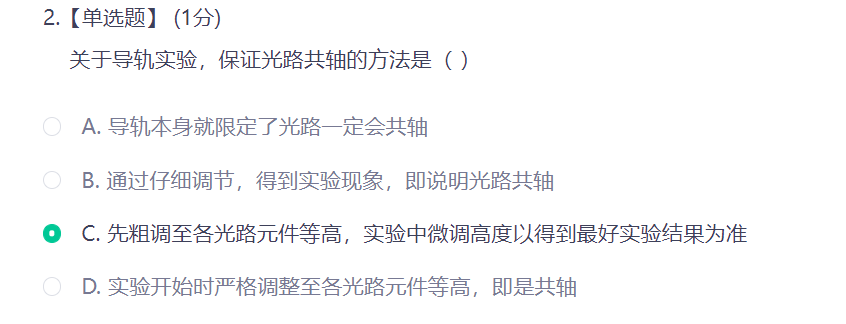 2.【单选题】 (1分)
关于导轨实验，保证光路共轴的方法是（ ）
A. 导轨本身就限定了光路一定会共轴
B. 通过仔细调节，得到实验现象，即说明光路共轴
C. 先粗调至各光路元件等高，实验中微调高度以得到最好实验结果为准
D. 实验开始时严格调整至各光路元件等高，即是共轴